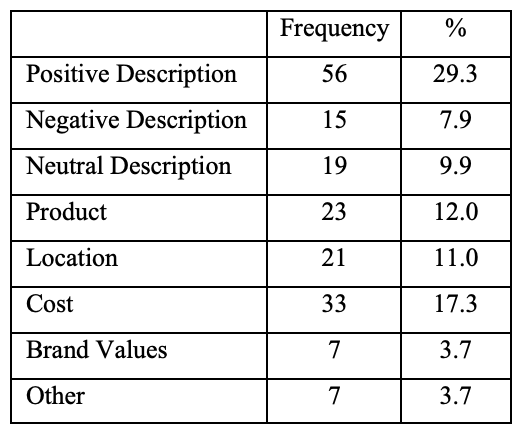 Frequency %
Positive Description 56 29.3
Negative Description 15 7.9
Neutral Description 19 9.9
Product 23 12.0
Location 21 11.0
Cost 33 17.3
Brand Values 7 3.7
Other 7 3.7